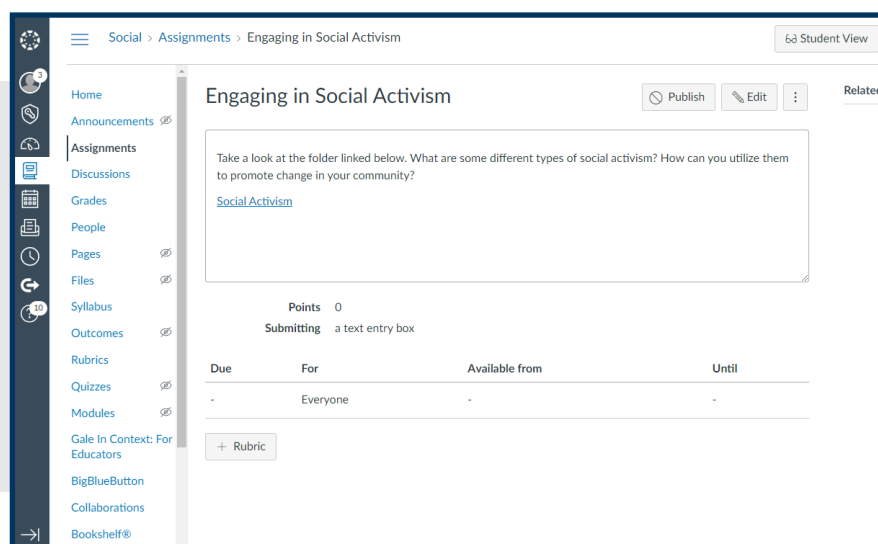 Social > Assignments > Engaging in Social Activism
Student View
3
Home
Announcements
Assignments
Discussions
Grades
People
Pages
Files
Syllabus
Outcomes
Rubrics
Quizzes
Modules
Gale In Context: For
Educators
BigBlueButton
Collaborations
Bookshelf®
10
Engaging in Social Activism
Publish
Edit
Related
Take a look at the folder linked below. What are some different types of social activism? How can you utilize them
to promote change in your community?
Social Activism
Points 0
Submitting a text entry box
Due For Available from Until
- Everyone - -
+ Rubric